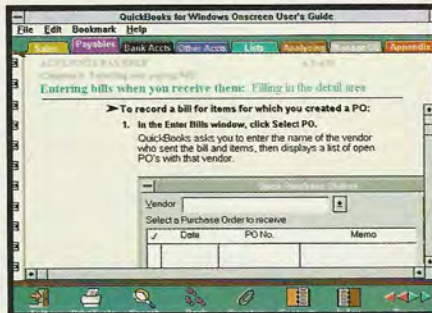 QuickBooks for Windows Onscreen User's Guide
File Edit Bookmark Help
Sales Payables Bank Accts Other Accts Lists Analyzing Appendix
Entering bills when you receive them: Filling in the detail area
➤To record a bill for items for which you created a PO:
1. In the Enter Bills window, click Select PO.
QuickBooks asks you to enter the name of the vendor
who sent the bill and items, then displays a list of open
PO's with that vendor.
Open Purchase Orders
Vendor
Select a Purchase Order to receive
✓ Date PO No. Memo